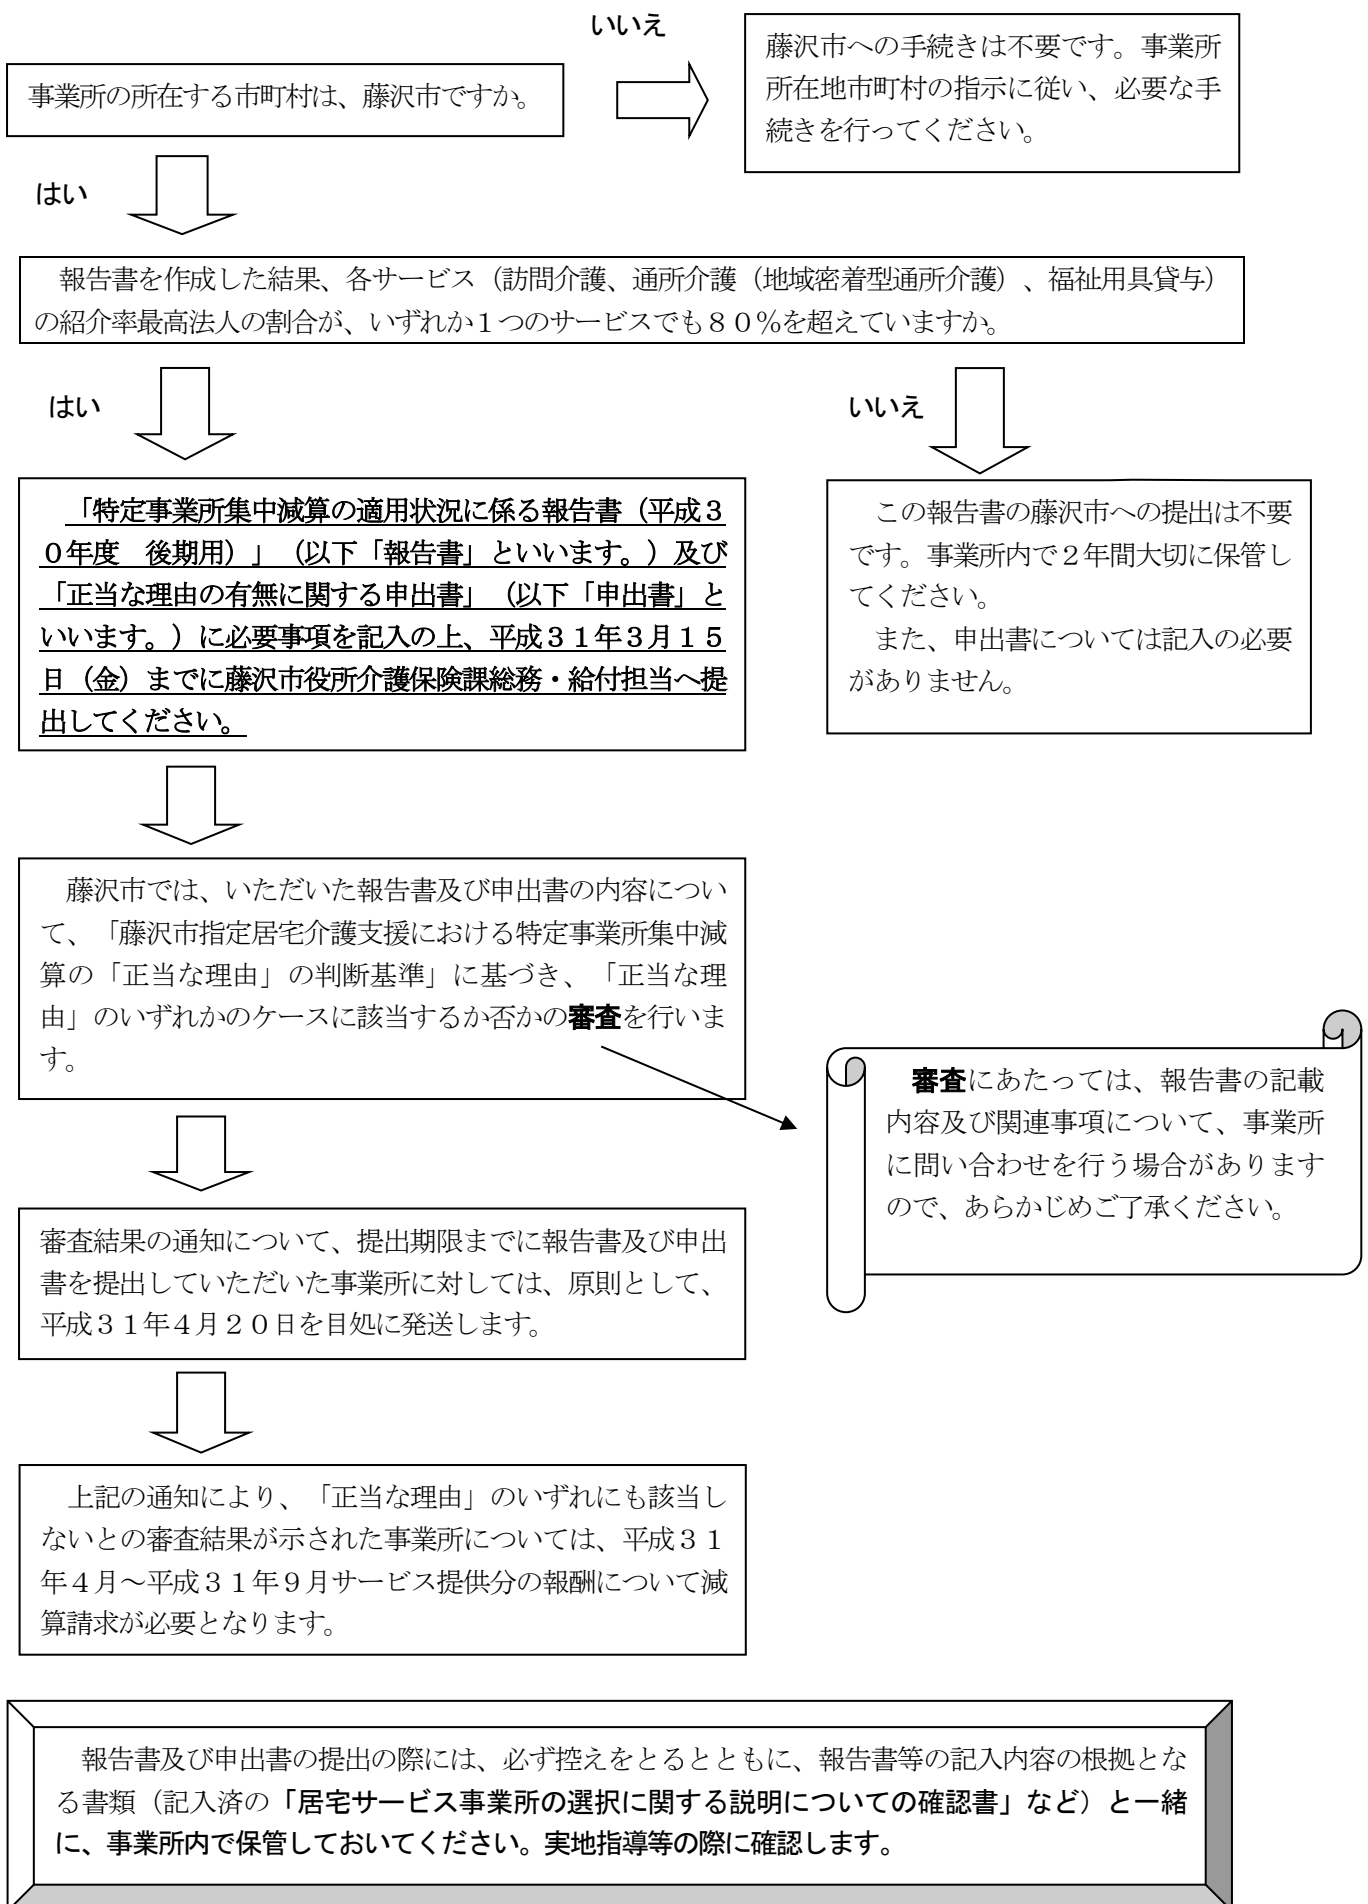 いいえ
事業所の所在する市町村は、藤沢市ですか。
藤沢市への手続きは不要です。事業所
所在地市町村の指示に従い、必要な手
続きを行ってください。
はい
報告書を作成した結果、各サービス（訪問介護、通所介護（地域密着型通所介護）、福祉用具貸与）
の紹介率最高法人の割合が、いずれか１つのサービスでも８０％を超えていますか。
はい
いいえ
「特定事業所集中減算の適用状況に係る報告書（平成３
０年度　後期用）」（以下「報告書」といいます。）及び
「正当な理由の有無に関する申出書」（以下「申出書」と
いいます。）に必要事項を記入の上、平成３１年３月１５
日（金）までに藤沢市役所介護保険課総務・給付担当へ提
出してください。
この報告書の藤沢市への提出は不要
です。事業所内で２年間大切に保管し
てください。
また、申出書については記入の必要
がありません。
藤沢市では、いただいた報告書及び申出書の内容につい
て、「藤沢市指定居宅介護支援における特定事業所集中減
算の「正当な理由」の判断基準」に基づき、「正当な理
由」のいずれかのケースに該当するか否かの審査を行いま
す。
審査にあたっては、報告書の記載
内容及び関連事項について、事業所
に問い合わせを行う場合があります
ので、あらかじめご了承ください。
審査結果の通知について、提出期限までに報告書及び申出
書を提出していただいた事業所に対しては、原則として、
平成３１年４月２０日を目処に発送します。
上記の通知により、「正当な理由」のいずれにも該当し
ないとの審査結果が示された事業所については、平成３１
年４月～平成３１年９月サービス提供分の報酬について減
算請求が必要となります。
報告書及び申出書の提出の際には、必ず控えをとるとともに、報告書等の記入内容の根拠とな
る書類（記入済の「居宅サービス事業所の選択に関する説明についての確認書」など）と一緒
に、事業所内で保管しておいてください。実地指導等の際に確認します。